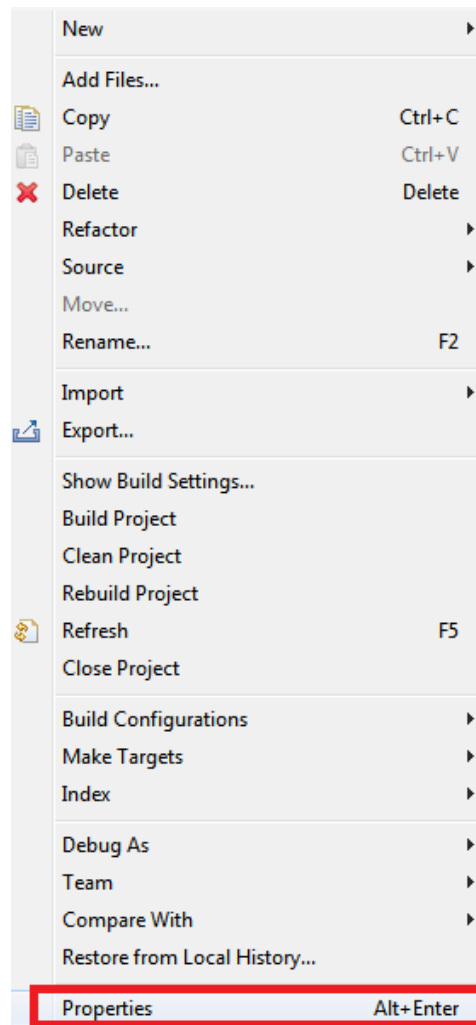 New
Add Files...
Copy Ctrl+C
Paste Ctrl+V
Delete Delete
Refactor
Source
Move...
Rename... F2
Import
Export...
Show Build Settings...
Build Project
Clean Project
Rebuild Project
Refresh F5
Close Project
Build Configurations
Make Targets
Index
Debug As
Team
Compare With
Restore from Local History...
Properties Alt+Enter